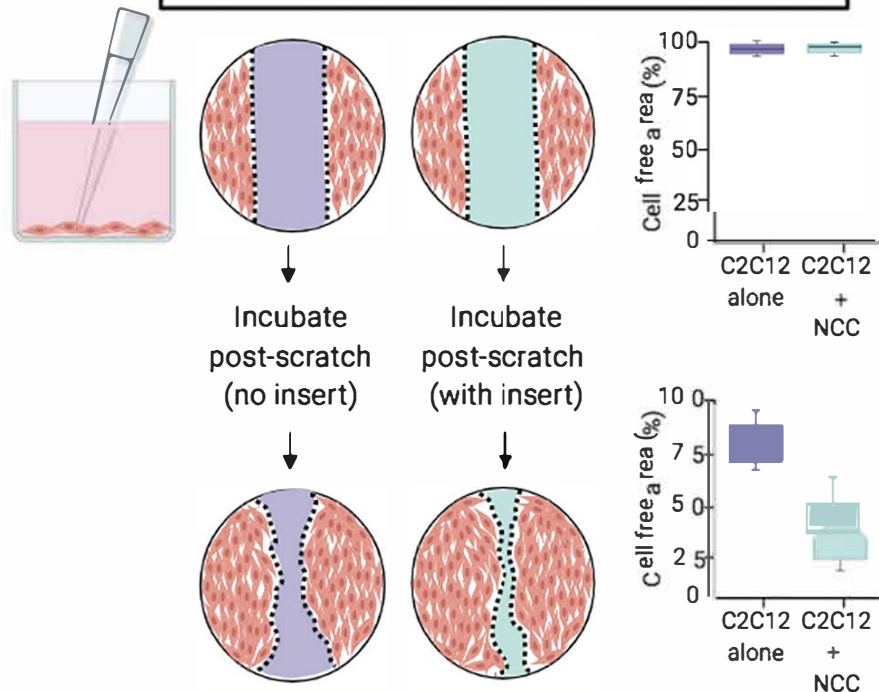 Incubate
post-scratch
(no insert)
Incubate
post-scratch
(with insert)
Cell free area (%)
100
75
50
25
0
C2C12
alone
C2C12
+
NCC
Cell free area (%)
10 0
7 5
5 0
2 5
0
C2C12
alone
C2C12
+
NCC